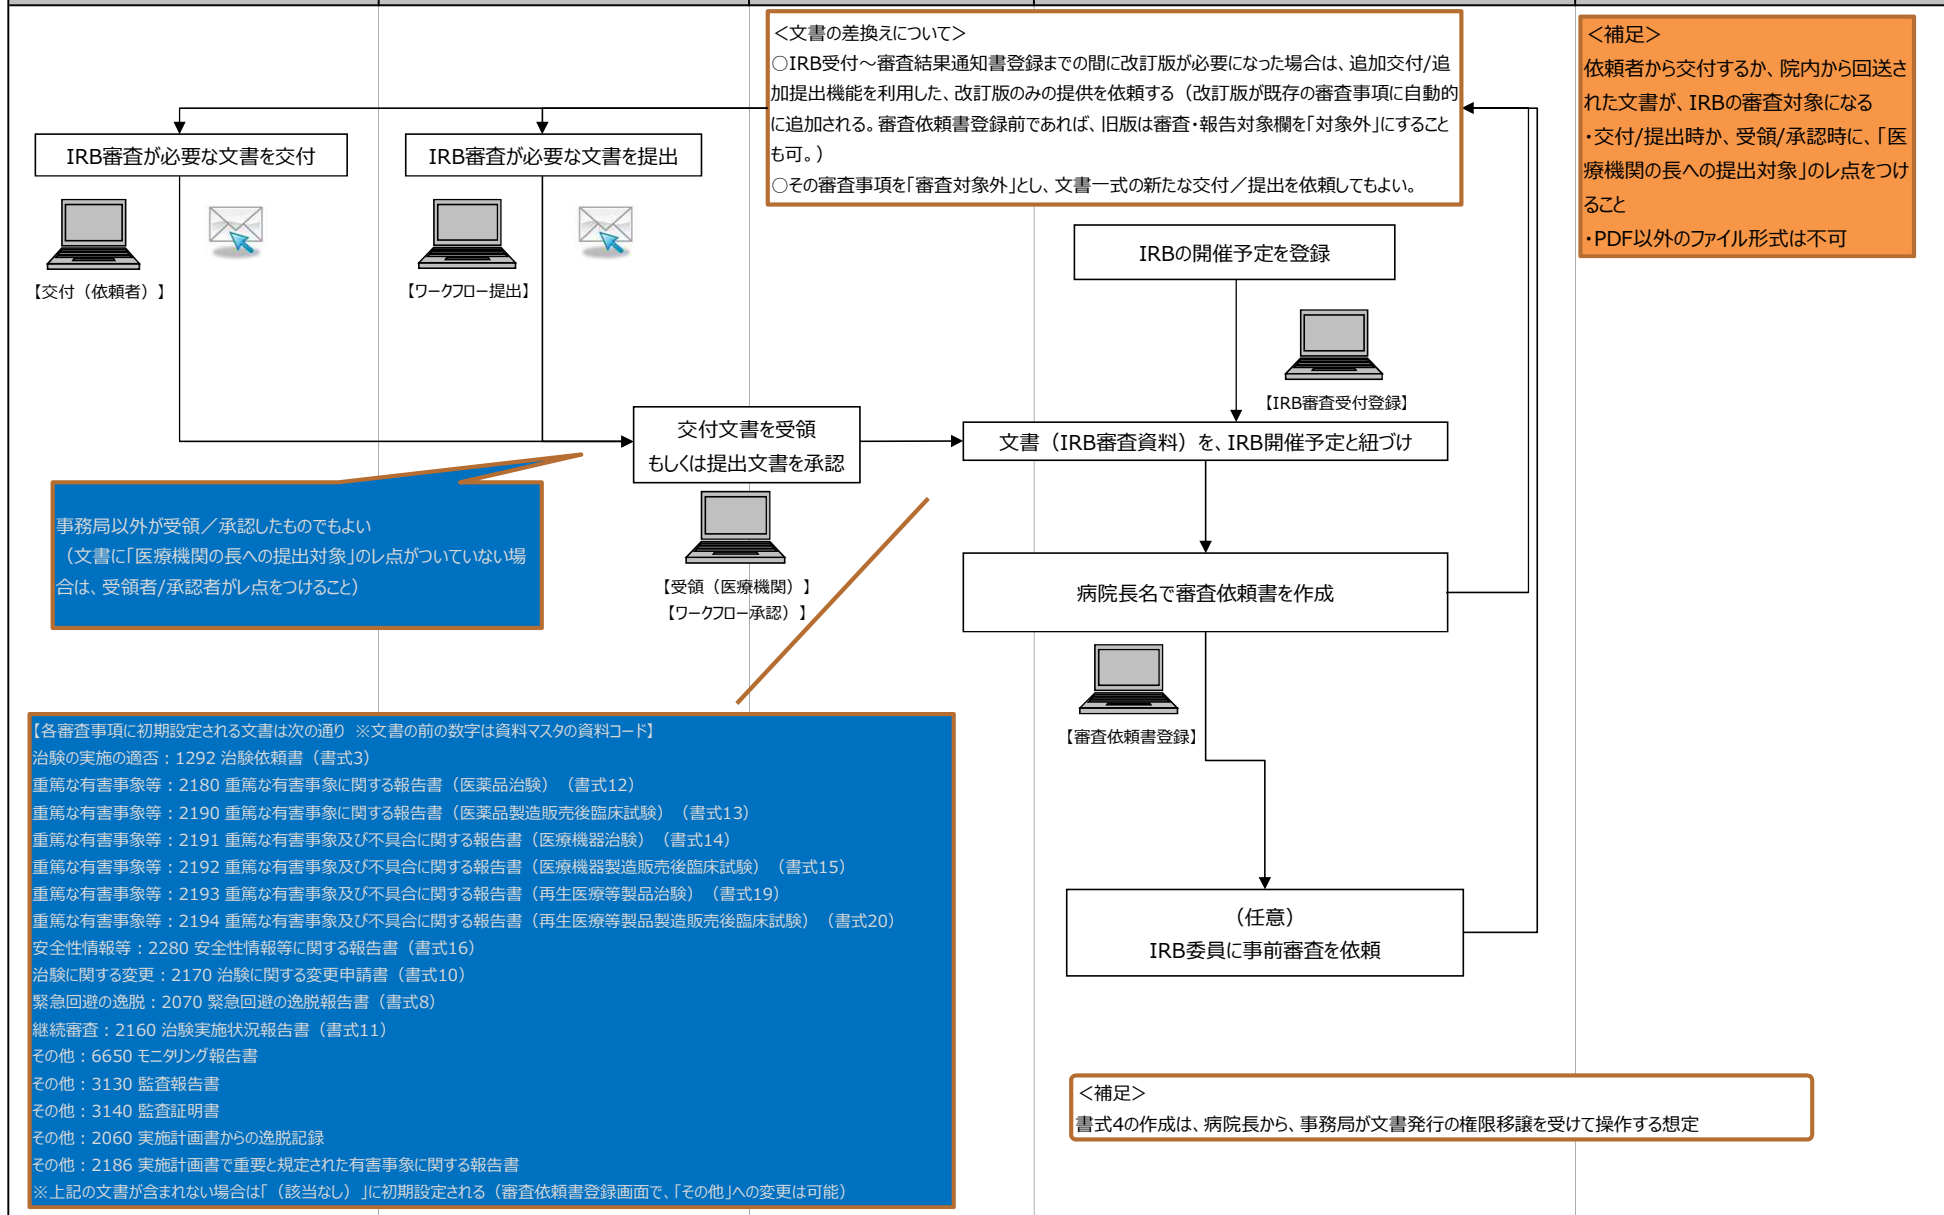 ＜文書の差換えについて＞
○IRB受付～審査結果通知書登録までの間に改訂版が必要になった場合は、追加交付/追
加提出機能を利用した、改訂版のみの提供を依頼する（改訂版が既存の審査事項に自動的
に追加される。審査依頼書登録前であれば、旧版は審査・報告対象欄を「対象外」にすること
も可。）
○その審査事項を「審査対象外」とし、文書一式の新たな交付／提出を依頼してもよい。
＜補足＞
依頼者から交付するか、院内から回送さ
れた文書が、IRBの審査対象になる
・交付/提出時か、受領/承認時に、「医
療機関の長への提出対象」のレ点をつけ
ること
・PDF以外のファイル形式は不可
IRB審査が必要な文書を交付
IRB審査が必要な文書を提出
【交付（依頼者）】
【ワークフロー提出】
IRBの開催予定を登録
【IRB審査受付登録】
交付文書を受領
もしくは提出文書を承認
文書（IRB審査資料）を、IRB開催予定と紐づけ
事務局以外が受領／承認したものでもよい
（文書に「医療機関の長への提出対象」のレ点がついていない場
合は、受領者/承認者がレ点をつけること）
【受領（医療機関）】
【ワークフロー承認）】
病院長名で審査依頼書を作成
【審査依頼書登録】
【各審査事項に初期設定される文書は次の通り ※文書の前の数字は資料マスタの資料コード】
治験の実施の適否：1292 治験依頼書（書式3）
重篤な有害事象等：2180 重篤な有害事象に関する報告書（医薬品治験）（書式12）
重篤な有害事象等：2190 重篤な有害事象に関する報告書（医薬品製造販売後臨床試験）（書式13）
重篤な有害事象等：2191 重篤な有害事象及び不具合に関する報告書（医療機器治験）（書式14）
重篤な有害事象等：2192 重篤な有害事象及び不具合に関する報告書（医療機器製造販売後臨床試験）（書式15）
重篤な有害事象等：2193 重篤な有害事象及び不具合に関する報告書（再生医療等製品治験）（書式19）
重篤な有害事象等：2194 重篤な有害事象及び不具合に関する報告書（再生医療等製品製造販売後臨床試験）（書式20）
安全性情報等：2280 安全性情報等に関する報告書（書式16）
治験に関する変更：2170 治験に関する変更申請書（書式10）
緊急回避の逸脱：2070 緊急回避の逸脱報告書（書式8）
継続審査：2160 治験実施状況報告書（書式11）
その他：6650 モニタリング報告書
その他：3130 監査報告書
その他：3140 監査証明書
その他：2060 実施計画書からの逸脱記録
その他：2186 実施計画書で重要と規定された有害事象に関する報告書
※上記の文書が含まれない場合は「（該当なし）」に初期設定される（審査依頼書登録画面で、「その他」への変更は可能）
（任意）
IRB委員に事前審査を依頼
＜補足＞
書式4の作成は、病院長から、事務局が文書発行の権限移譲を受けて操作する想定